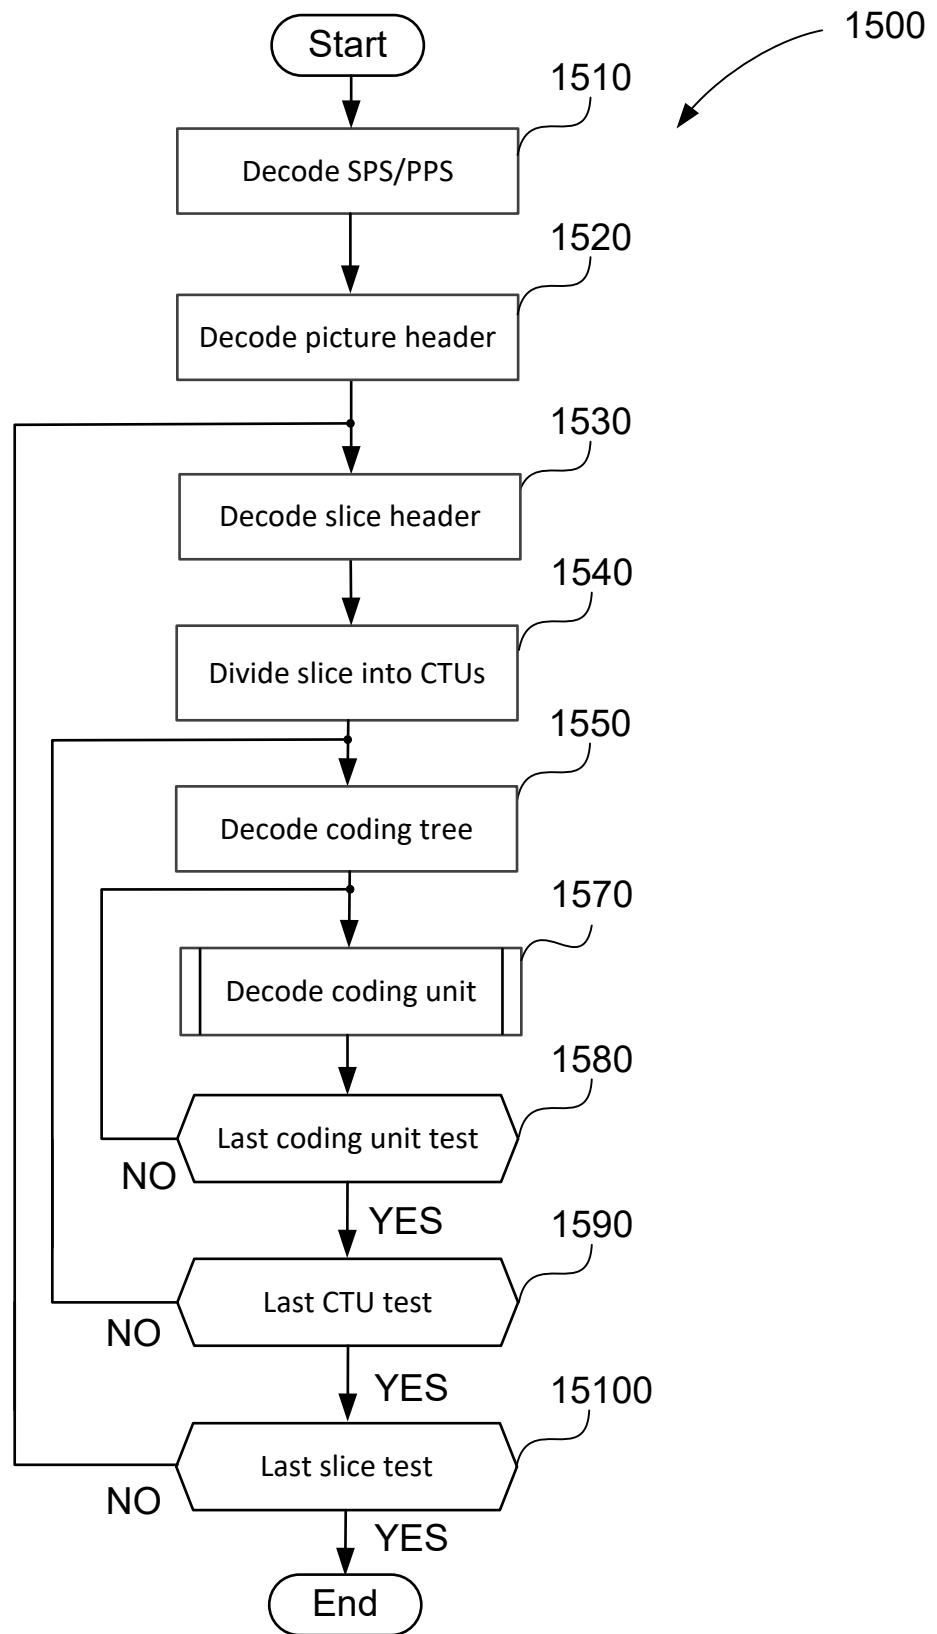 Start
1500
1510
Decode SPS/PPS
1520
Decode picture header
1530
Decode slice header
1540
Divide slice into CTUs
1550
Decode coding tree
1570
Decode coding unit
1580
Last coding unit test
NO
YES
1590
Last CTU test
NO
YES
15100
Last slice test
NO
YES
End